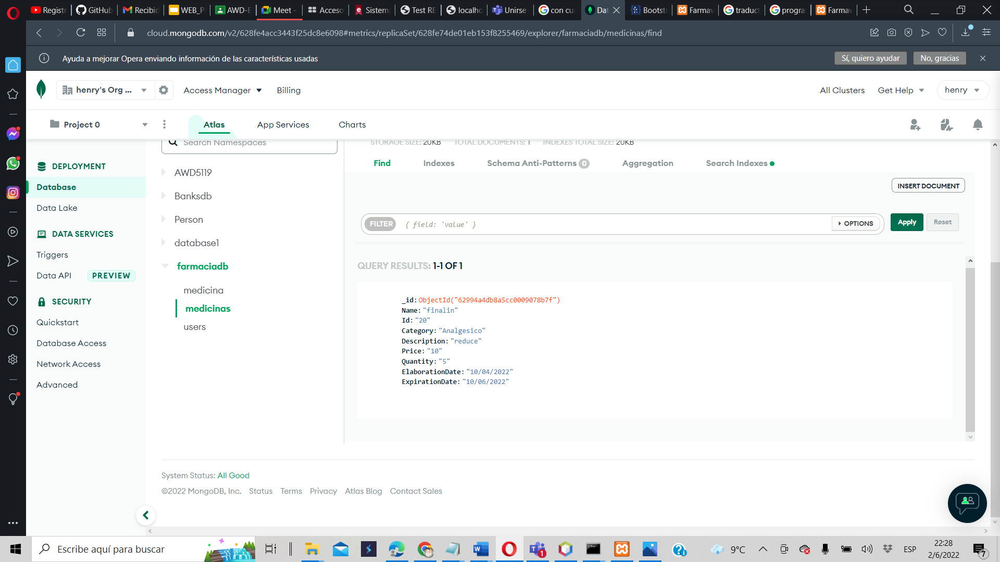 Registr
GitHub
Recibid
WEB_P
AWD-E
Meet -
Acceso
Sistema
Test RE
localho
Unirse
con cu
Dat
Bootst
Farmav
traduct
progra
Farmav
cloud.mongodb.com/v2/628fe4acc3443f25dc8e6098#metrics/replicaSet/628fe74de01eb153f8255469/explorer/farmaciadb/medicinas/find
Ayuda a mejorar Opera enviando información de las características usadas
Sí, quiero ayudar
No, gracias
henry's Org ...
Access Manager
Billing
All Clusters
Get Help
henry
Project 0
Atlas
App Services
Charts
Search Namespaces
STORAGE SIZE: 20KB
TOTAL DOCUMENTS: 1
INDEXES TOTAL SIZE: 20KB
DEPLOYMENT
Database
Data Lake
DATA SERVICES
Triggers
Data API
PREVIEW
SECURITY
Quickstart
Database Access
Network Access
Advanced
AWD5119
Banksdb
Person
database1
farmaciadb
medicina
medicinas
users
Find
Indexes
Schema Anti-Patterns 0
Aggregation
Search Indexes
INSERT DOCUMENT
FILTER
{ field: 'value' }
OPTIONS
Apply
Reset
QUERY RESULTS: 1-1 OF 1
_id: ObjectId("62994a4db8a5cc0009078b7f")
Name: "finalin"
Id: "20"
Category: "Analgesico"
Description: "reduce"
Price: "10"
Quantity: "5"
ElaborationDate: "10/04/2022"
ExpirationDate: "10/06/2022"
System Status: All Good
©2022 MongoDB, Inc.
Status
Terms
Privacy
Atlas Blog
Contact Sales
Escribe aquí para buscar
1
9°C
ESP
22:28
2/6/2022
7